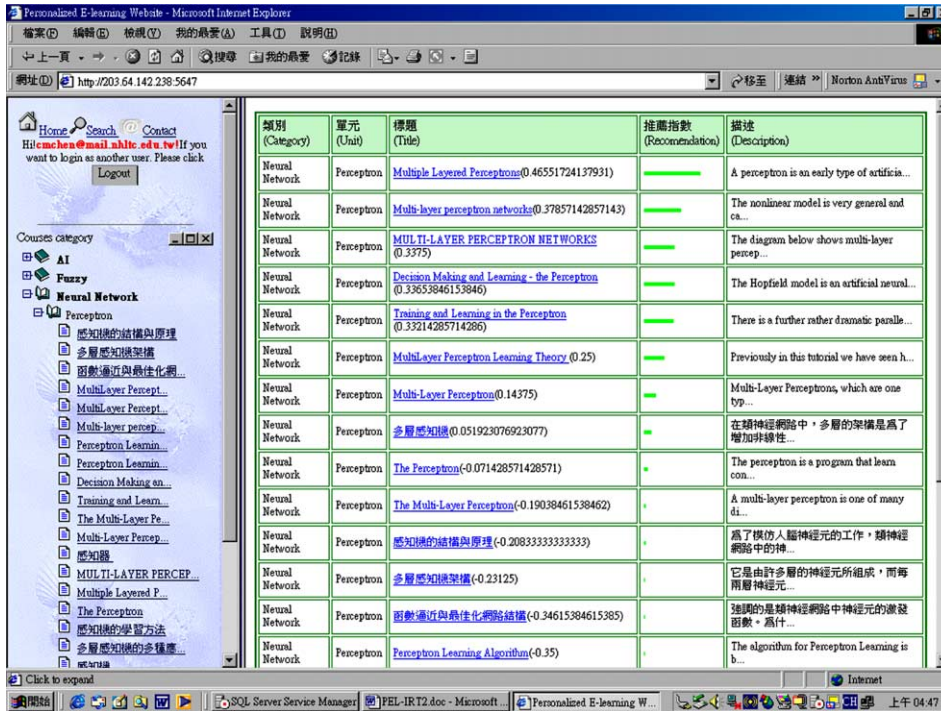 Personalized E-learning Website - Microsoft Internet Explorer
檔案(F) 編輯(E) 檢視(V) 我的最愛(A) 工具(T) 說明(H)
上一頁 搜尋 我的最愛 記錄
網址(D) http://203.64.142.238:5647 移至 連結 » Norton AntiVirus
Home Search Contact
Hi!cmchen@mail.nhltc.edu.tw!If you
want to login as another user. Please click
Logout
Courses category
AI
Fuzzy
Neural Network
Perceptron
感知機的結構與原理
多層感知機架構
函數逼近與最佳化網...
MultiLayer Percept...
MultiLayer Percept...
Multi-layer percep...
Perceptron Learnin...
Perceptron Learnin...
Decision Making an...
Training and Learn...
The Multi-Layer Pe...
Multi-Layer Percep...
感知器
MULTI-LAYER PERCEP...
Multiple Layered P...
The Perceptron
感知機的學習方法
多層感知機的多種應...
感知機
類別 單元 標題 推薦指數 描述
(Category) (Unit) (Title) (Recomendation) (Description)
Neural Network Perceptron Multiple Layered Perceptrons(0.46551724137931) A perceptron is an early type of artificia...
Neural Network Perceptron Multi-layer perceptron networks(0.37857142857143) The nonlinear model is very general and ca...
Neural Network Perceptron MULTI-LAYER PERCEPTRON NETWORKS (0.3375) The diagram below shows multi-layer percep...
Neural Network Perceptron Decision Making and Learning - the Perceptron (0.33653846153846) The Hopfield model is an artificial neural...
Neural Network Perceptron Training and Learning in the Perceptron (0.33214285714286) There is a further rather dramatic paralle...
Neural Network Perceptron MultiLayer Perceptron Learning Theory (0.25) Previously in this tutorial we have seen h...
Neural Network Perceptron Multi-Layer Perceptron(0.14375) Multi-Layer Perceptrons, which are one typ...
Neural Network Perceptron 多層感知機(0.051923076923077) 在類神經網路中，多層的架構是爲了增加非線性...
Neural Network Perceptron The Perceptron(-0.071428571428571) The perceptron is a program that learn con...
Neural Network Perceptron The Multi-Layer Perceptron(-0.19038461538462) A multi-layer perceptron is one of many di...
Neural Network Perceptron 感知機的結構與原理(-0.20833333333333) 爲了模仿人腦神經元的工作，類神經網路中的神...
Neural Network Perceptron 多層感知機架構(-0.23125) 它是由許多層的神經元所組成，而每兩層神經元...
Neural Network Perceptron 函數逼近與最佳化網路結構(-0.34615384615385) 強調的是類神經網路中神經元的激發函數。爲什...
Neural Network Perceptron Perceptron Learning Algorithm(-0.35) The algorithm for Perceptron Learning is b...
Click to expand Internet
開始 SQL Server Service Manager PEL-IRT2.doc - Microsoft ... Personalized E-learning W... 上午 04:47